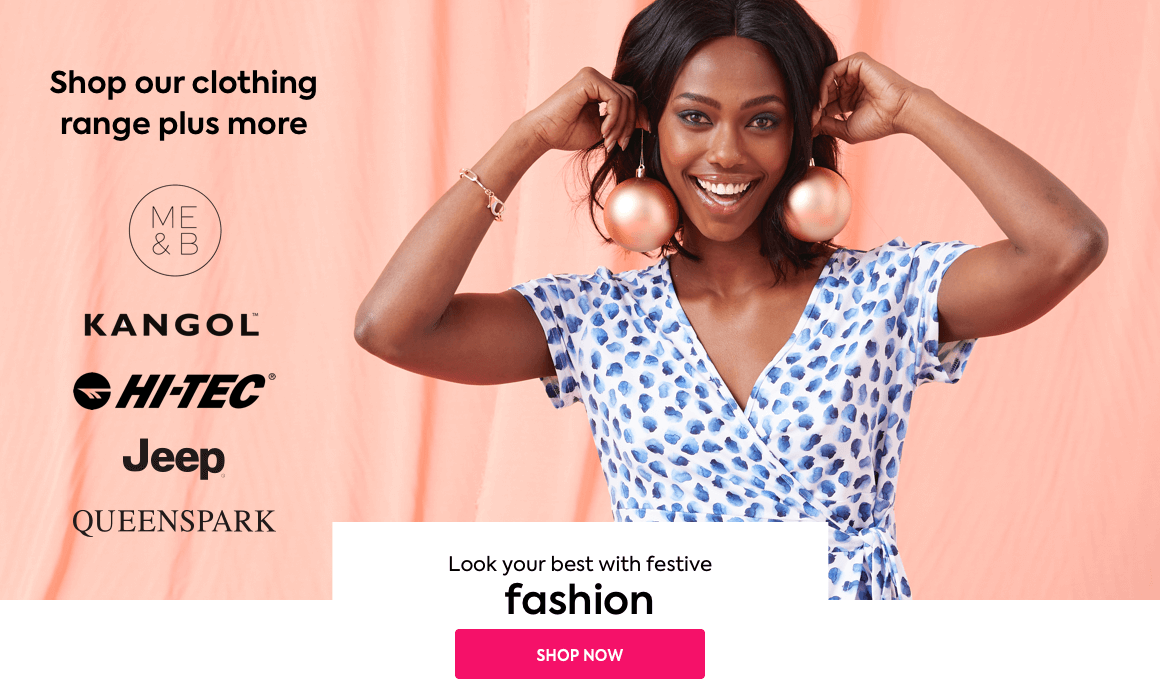 Shop our clothing
range plus more
ME
& B
KANGOL™
HI-TEC®
Jeep
QUEENSPARK
Look your best with festive
fashion
SHOP NOW